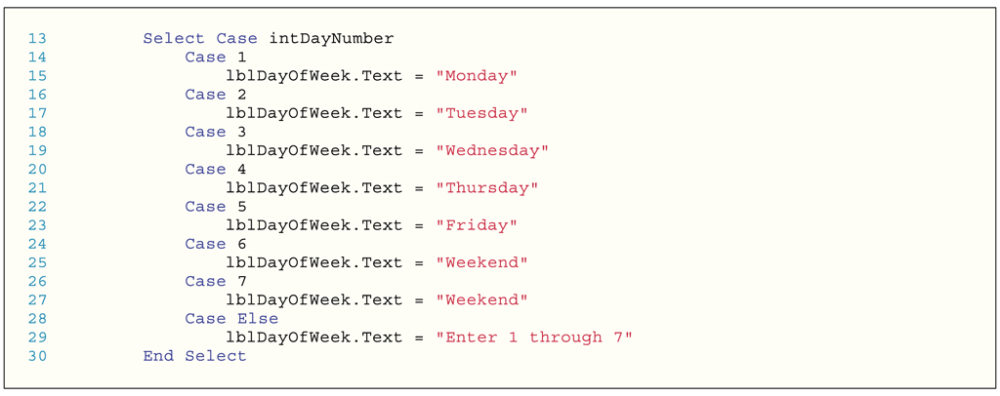 13 Select Case intDayNumber
14 Case 1
15 lblDayOfWeek.Text = "Monday"
16 Case 2
17 lblDayOfWeek.Text = "Tuesday"
18 Case 3
19 lblDayOfWeek.Text = "Wednesday"
20 Case 4
21 lblDayOfWeek.Text = "Thursday"
22 Case 5
23 lblDayOfWeek.Text = "Friday"
24 Case 6
25 lblDayOfWeek.Text = "Weekend"
26 Case 7
27 lblDayOfWeek.Text = "Weekend"
28 Case Else
29 lblDayOfWeek.Text = "Enter 1 through 7"
30 End Select